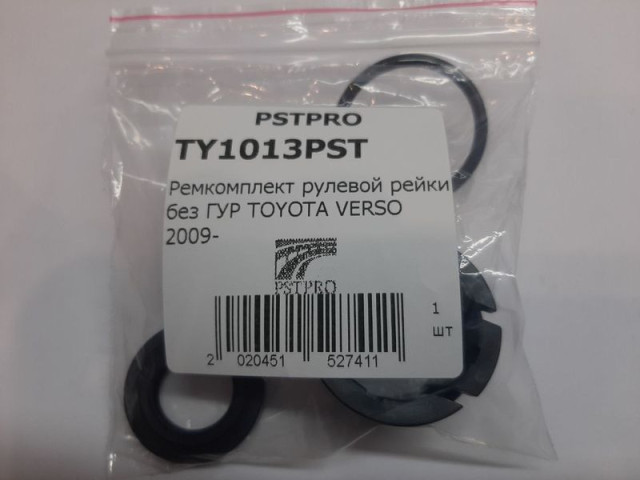 PSTPRO
TY1013PST
Ремкомплект рулевой рейки
без ГУР TOYOTA VERSO
2009-
PSTPRO
1
шт
2 020451 527411